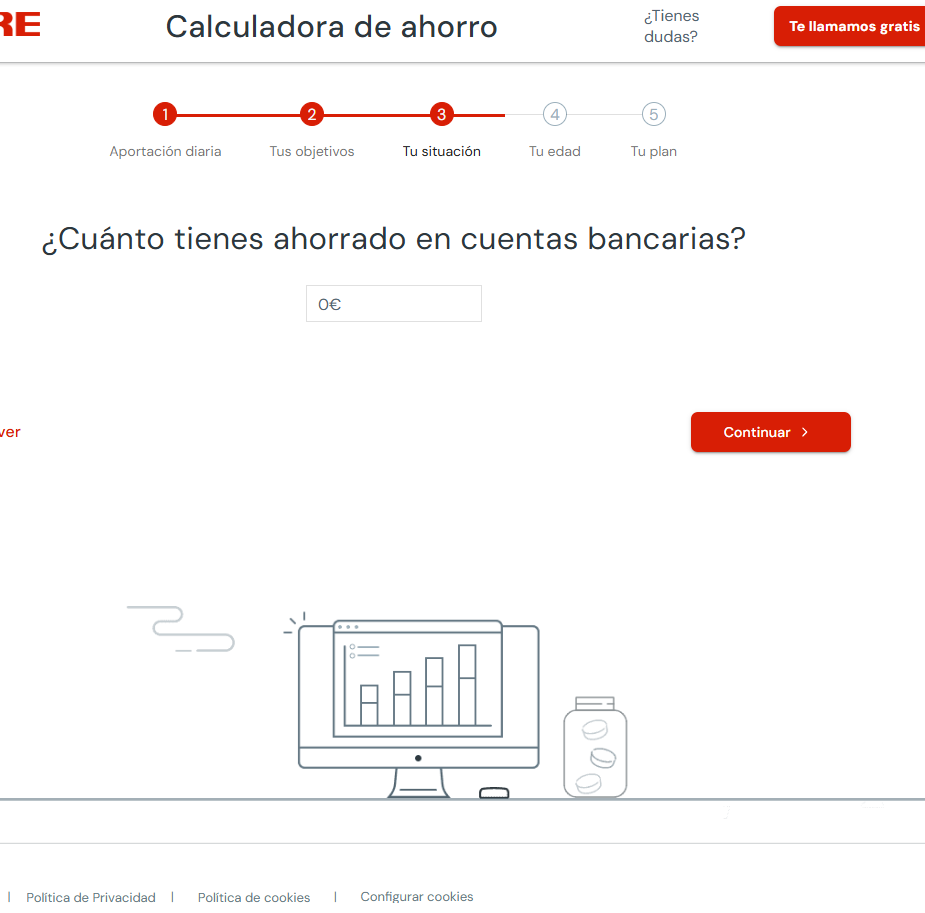 RE
Calculadora de ahorro
¿Tienes
dudas?
Te llamamos gratis
1
2
3
4
5
Aportación diaria
Tus objetivos
Tu situación
Tu edad
Tu plan
¿Cuánto tienes ahorrado en cuentas bancarias?
0€
ver
Continuar >
| Política de Privacidad | Política de cookies | Configurar cookies